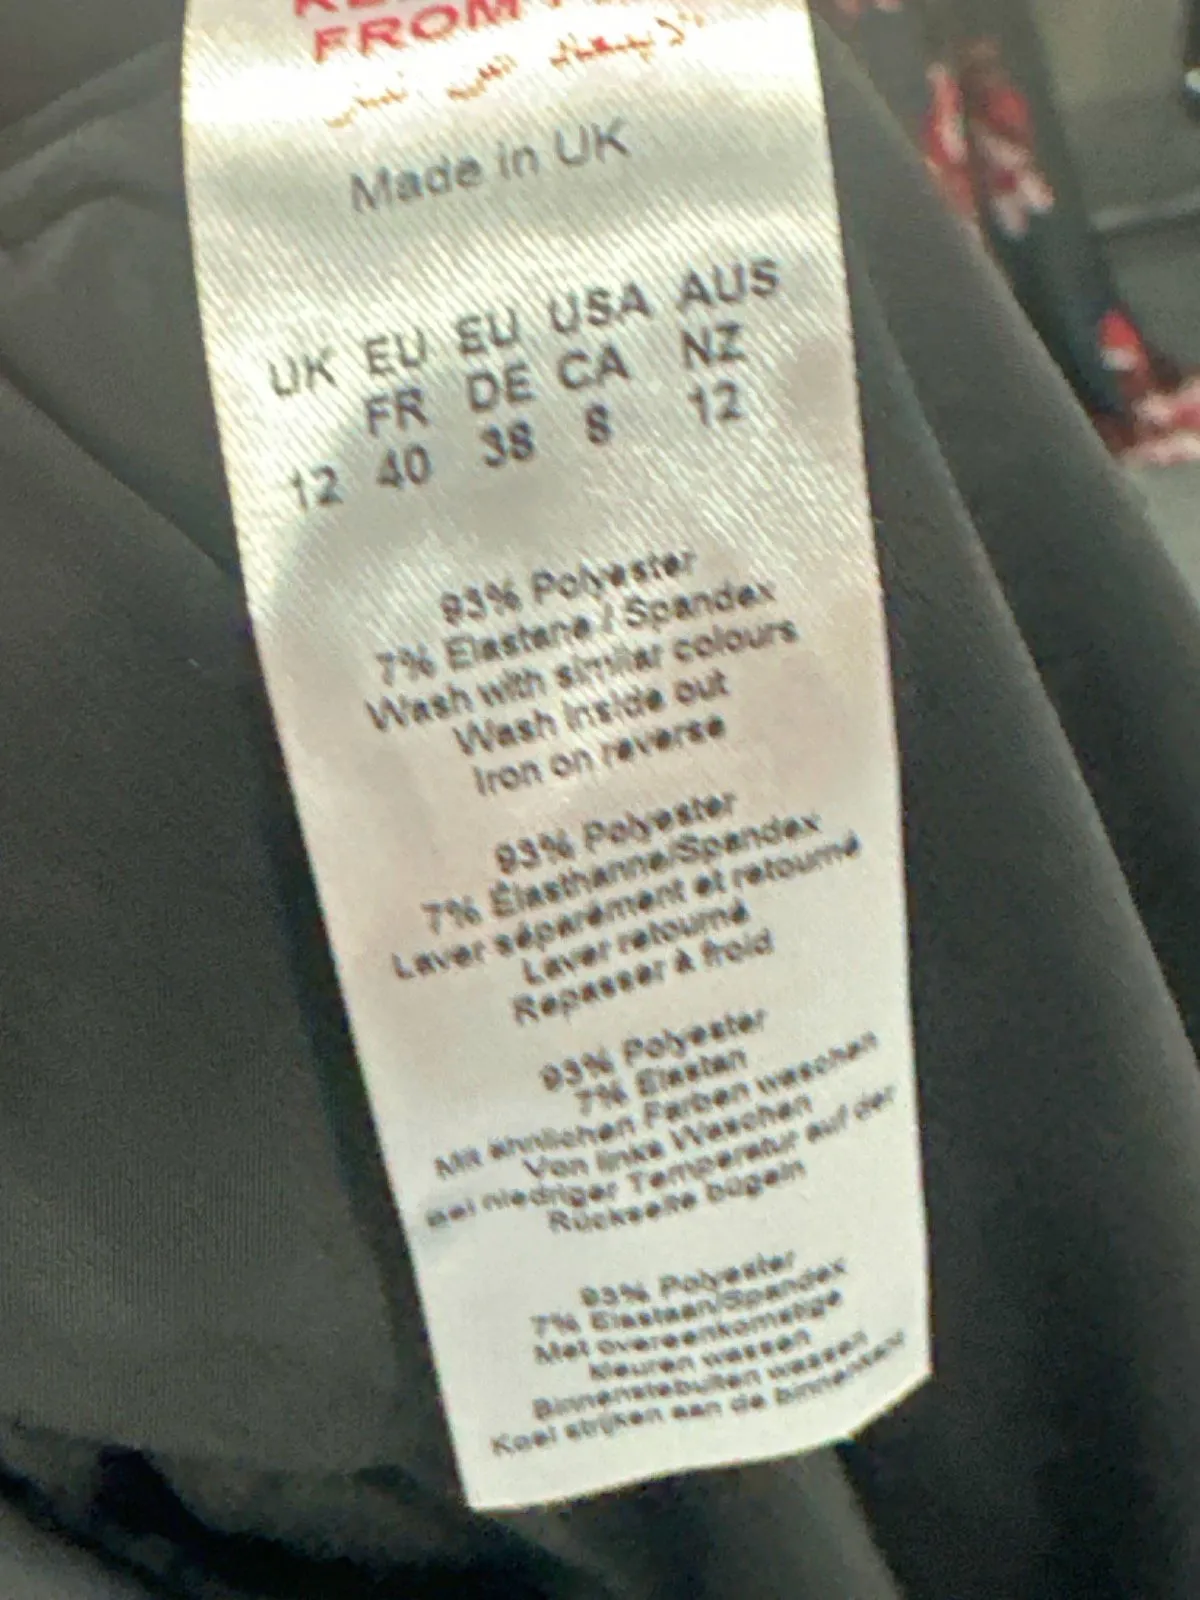 FROM
Made in UK
UK EU EU USA AUS
FR DE CA NZ
12 40 38 8 12
93% Polyester
7% Elastane / Spandex
Wash with similar colours
Wash inside out
Iron on reverse
93% Polyester
7% Élasthanne/Spandex
Laver séparément et retourné
Laver retourné
Repasser à froid
93% Polyester
7% Elastan
Mit ähnlichen Farben waschen
Von links Waschen
Bei niedriger Temperatur auf der
Rückseite bügeln
93% Polyester
7% Elastaan/Spandex
Met overeenkomstige
kleuren wassen
Binnenstebuiten wassen
Koel strijken aan de binnenkant